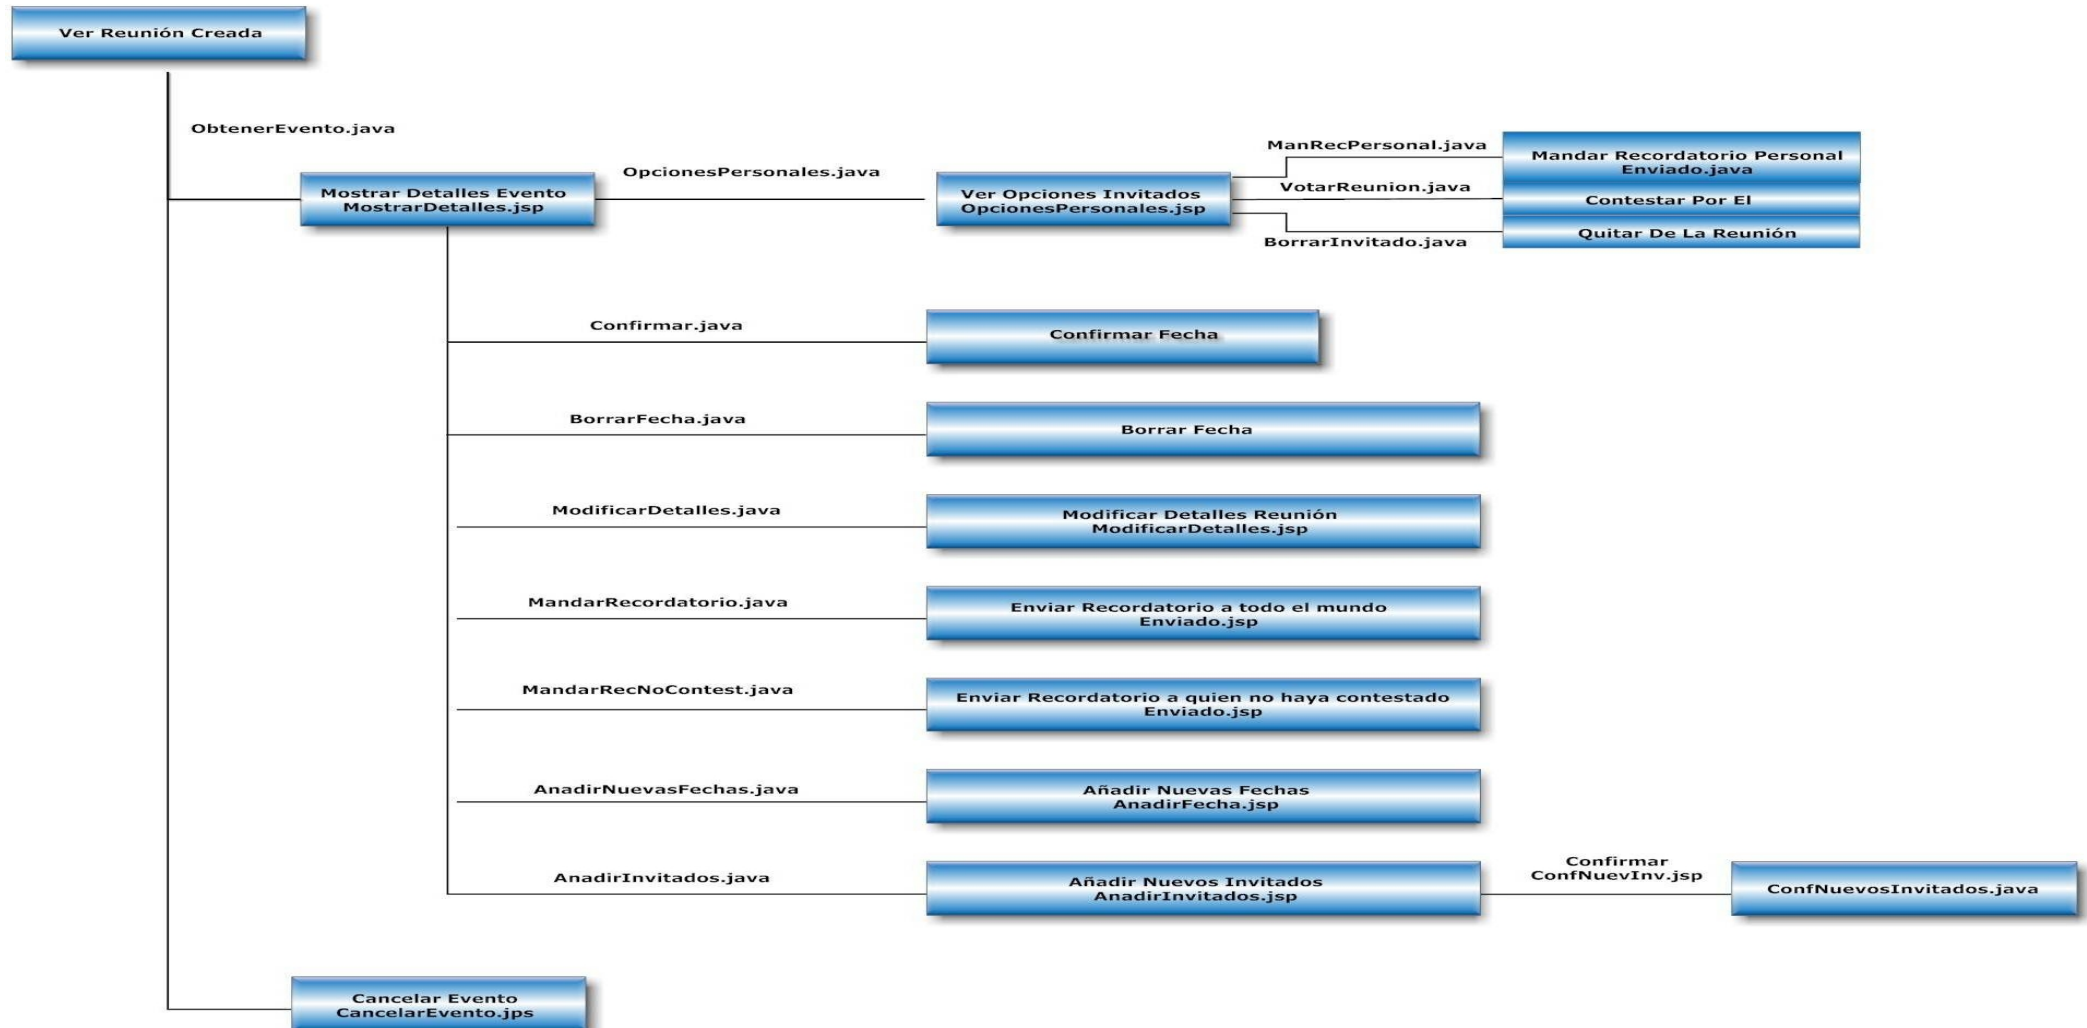 Ver Reunión Creada
ObtenerEvento.java
Mostrar Detalles Evento
MostrarDetalles.jsp
OpcionesPersonales.java
Ver Opciones Invitados
OpcionesPersonales.jsp
ManRecPersonal.java
Mandar Recordatorio Personal
Enviado.java
VotarReunion.java
Contestar Por El
BorrarInvitado.java
Quitar De La Reunión
Confirmar.java
Confirmar Fecha
BorrarFecha.java
Borrar Fecha
ModificarDetalles.java
Modificar Detalles Reunión
ModificarDetalles.jsp
MandarRecordatorio.java
Enviar Recordatorio a todo el mundo
Enviado.jsp
MandarRecNoContest.java
Enviar Recordatorio a quien no haya contestado
Enviado.jsp
AnadirNuevasFechas.java
Añadir Nuevas Fechas
AnadirFecha.jsp
AnadirInvitados.java
Añadir Nuevos Invitados
AnadirInvitados.jsp
Confirmar
ConfNuevInv.jsp
ConfNuevosInvitados.java
Cancelar Evento
CancelarEvento.jps